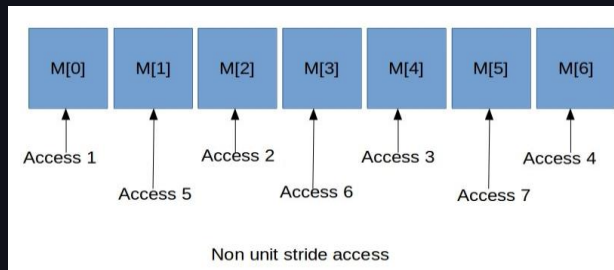 M[0] M[1] M[2] M[3] M[4] M[5] M[6]
Access 1 Access 2 Access 3 Access 4
Access 5 Access 6 Access 7
Non unit stride access